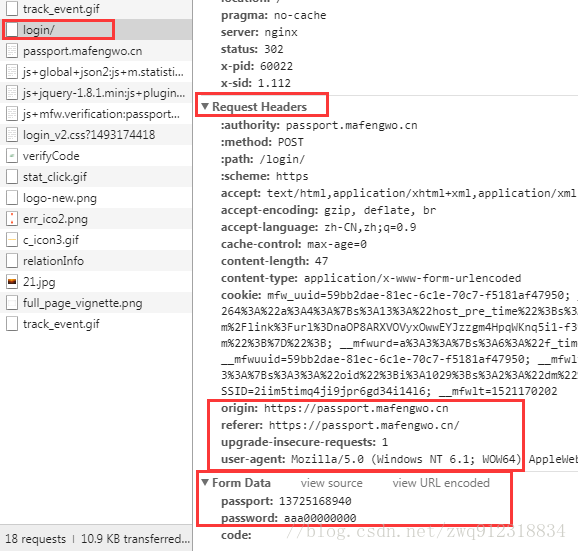 track_event.gif
login/
passport.mafengwo.cn
js+global+json2:js+m.statisti...
js+jquery-1.8.1.min:js+plugin...
js+mfw.verification:passport...
login_v2.css?1493174418
verifyCode
stat_click.gif
logo-new.png
err_ico2.png
c_icon3.gif
relationInfo
21.jpg
full_page_vignette.png
track_event.gif
18 requests | 10.9 KB transferred...
location: /
pragma: no-cache
server: nginx
status: 302
x-pid: 60022
x-sid: 1.112
Request Headers
:authority: passport.mafengwo.cn
:method: POST
:path: /login/
:scheme: https
accept: text/html,application/xhtml+xml,application/xml
accept-encoding: gzip, deflate, br
accept-language: zh-CN,zh;q=0.9
cache-control: max-age=0
content-length: 47
content-type: application/x-www-form-urlencoded
cookie: mfw_uuid=59bb2dae-81ec-6c1e-70c7-f5181af47950;
264%3A%22a%3A4%3A%7Bs%3A13%3A%22host_pre_time%22%3Bs%3
m%2Flink%3Furl%3DnaOP8ARXVOVyxOwwEYJzzgm4HpqWKnq5i1-f3
m%22%3B%7D%22%3B; __mfwurd=a%3A3%3A%7Bs%3A6%3A%22f_tim
__mfwuuid=59bb2dae-81ec-6c1e-70c7-f5181af47950; __mfwl
3%3A%7Bs%3A3%3A%22oid%22%3Bi%3A1029%3Bs%3A2%3A%22dm%22
SSID=2iim5timq4ji9jpr6gd34i14l6; __mfwlt=1521170202
origin: https://passport.mafengwo.cn
referer: https://passport.mafengwo.cn/
upgrade-insecure-requests: 1
user-agent: Mozilla/5.0 (Windows NT 6.1; WOW64) AppleWeb
Form Data view source view URL encoded
passport: 13725168940
password: aaa00000000
code:
//blog.csdn.net/zwq912318834